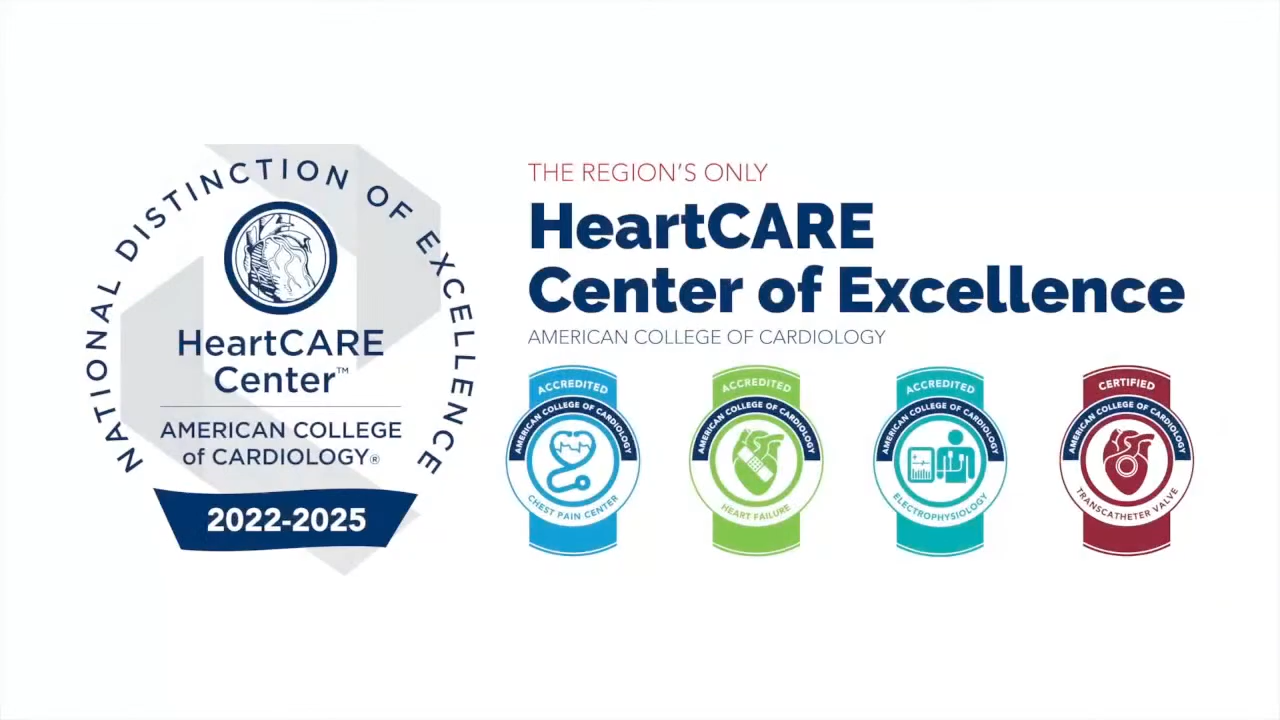 NATIONAL DISTINCTION OF EXCELLENCE
HeartCARE
Center™
AMERICAN COLLEGE
of CARDIOLOGY®
2022-2025
THE REGION'S ONLY
HeartCARE
Center of Excellence
AMERICAN COLLEGE OF CARDIOLOGY
ACCREDITED
AMERICAN COLLEGE OF CARDIOLOGY
CHEST PAIN CENTER
ACCREDITED
AMERICAN COLLEGE OF CARDIOLOGY
HEART FAILURE
ACCREDITED
AMERICAN COLLEGE OF CARDIOLOGY
ELECTROPHYSIOLOGY
CERTIFIED
AMERICAN COLLEGE OF CARDIOLOGY
TRANSCATHETER VALVE